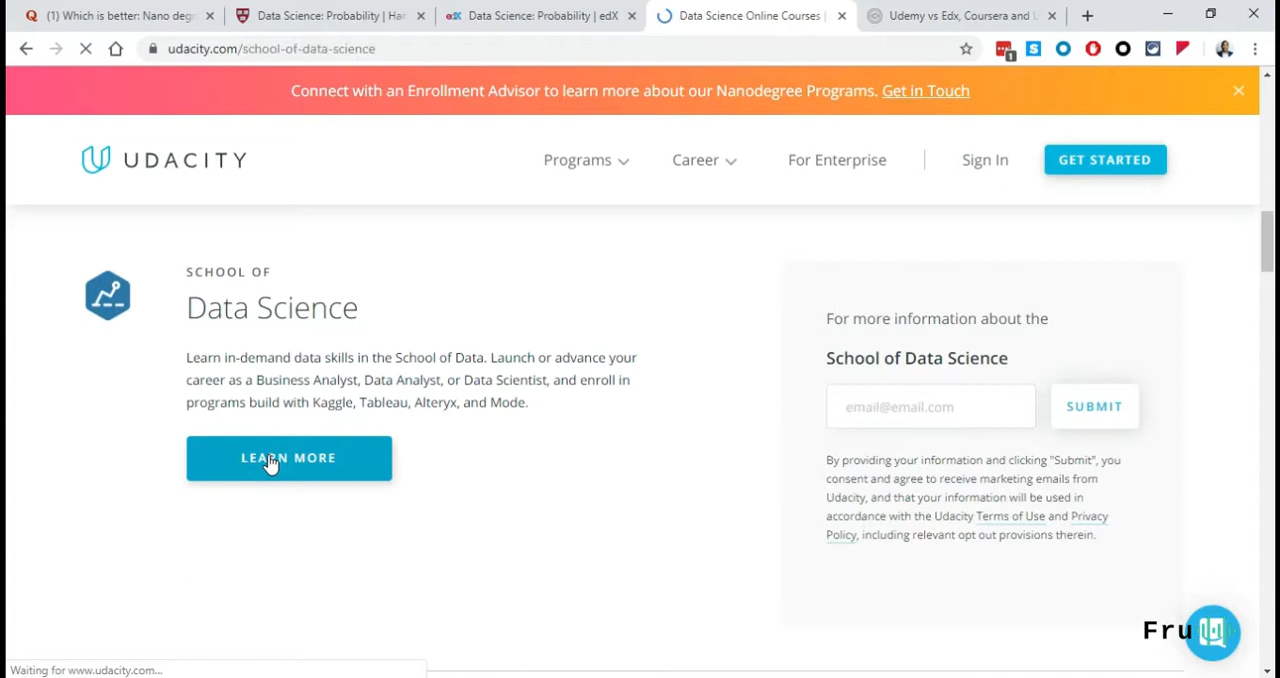 (1) Which is better: Nano degr
Data Science: Probability | Har
edX Data Science: Probability | edX
Data Science Online Courses |
Udemy vs Edx, Coursera and U
udacity.com/school-of-data-science
1
Connect with an Enrollment Advisor to learn more about our Nanodegree Programs. Get in Touch
UDACITY
Programs
Career
For Enterprise
Sign In
GET STARTED
SCHOOL OF
Data Science
Learn in-demand data skills in the School of Data. Launch or advance your
career as a Business Analyst, Data Analyst, or Data Scientist, and enroll in
programs build with Kaggle, Tableau, Alteryx, and Mode.
LEARN MORE
For more information about the
School of Data Science
email@email.com
SUBMIT
By providing your information and clicking "Submit", you
consent and agree to receive marketing emails from
Udacity, and that your information will be used in
accordance with the Udacity Terms of Use and Privacy
Policy, including relevant opt out provisions therein.
Fru
Waiting for www.udacity.com...